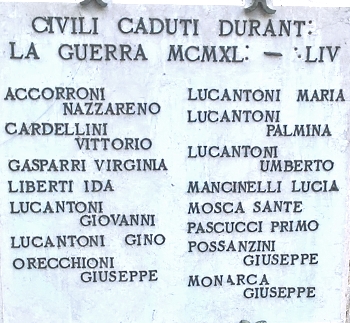 CIVILI CADUTI DURANT:
LA GUERRA MCMXL: - :LIV
ACCORRONI
NAZZARENO
CARDELLINI
VITTORIO
GASPARRI VIRGINIA
LIBERTI IDA
LUCANTONI
GIOVANNI
LUCANTONI GINO
ORECCHIONI
GIUSEPPE
LUCANTONI MARIA
LUCANTONI
PALMINA
LUCANTONI
UMBERTO
MANCINELLI LUCIA
MOSCA SANTE
PASCUCCI PRIMO
POSSANZINI
GIUSEPPE
MONARCA
GIUSEPPE